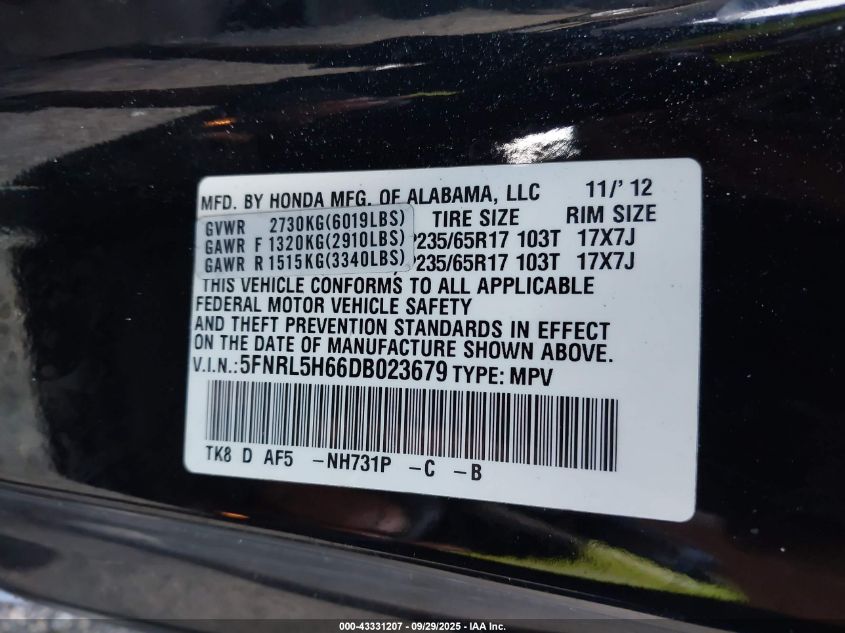 MFD. BY HONDA MFG. OF ALABAMA, LLC 11/'12
GVWR 2730KG(6019LBS) TIRE SIZE RIM SIZE
GAWR F 1320KG(2910LBS) P235/65R17 103T 17X7J
GAWR R 1515KG(3340LBS) P235/65R17 103T 17X7J
THIS VEHICLE CONFORMS TO ALL APPLICABLE
FEDERAL MOTOR VEHICLE SAFETY
AND THEFT PREVENTION STANDARDS IN EFFECT
ON THE DATE OF MANUFACTURE SHOWN ABOVE.
V.I.N.:5FNRL5H66DB023679 TYPE: MPV
TK8 D AF5 -NH731P -C -B
000-43331207 - 09/29/2025 - IAA Inc.